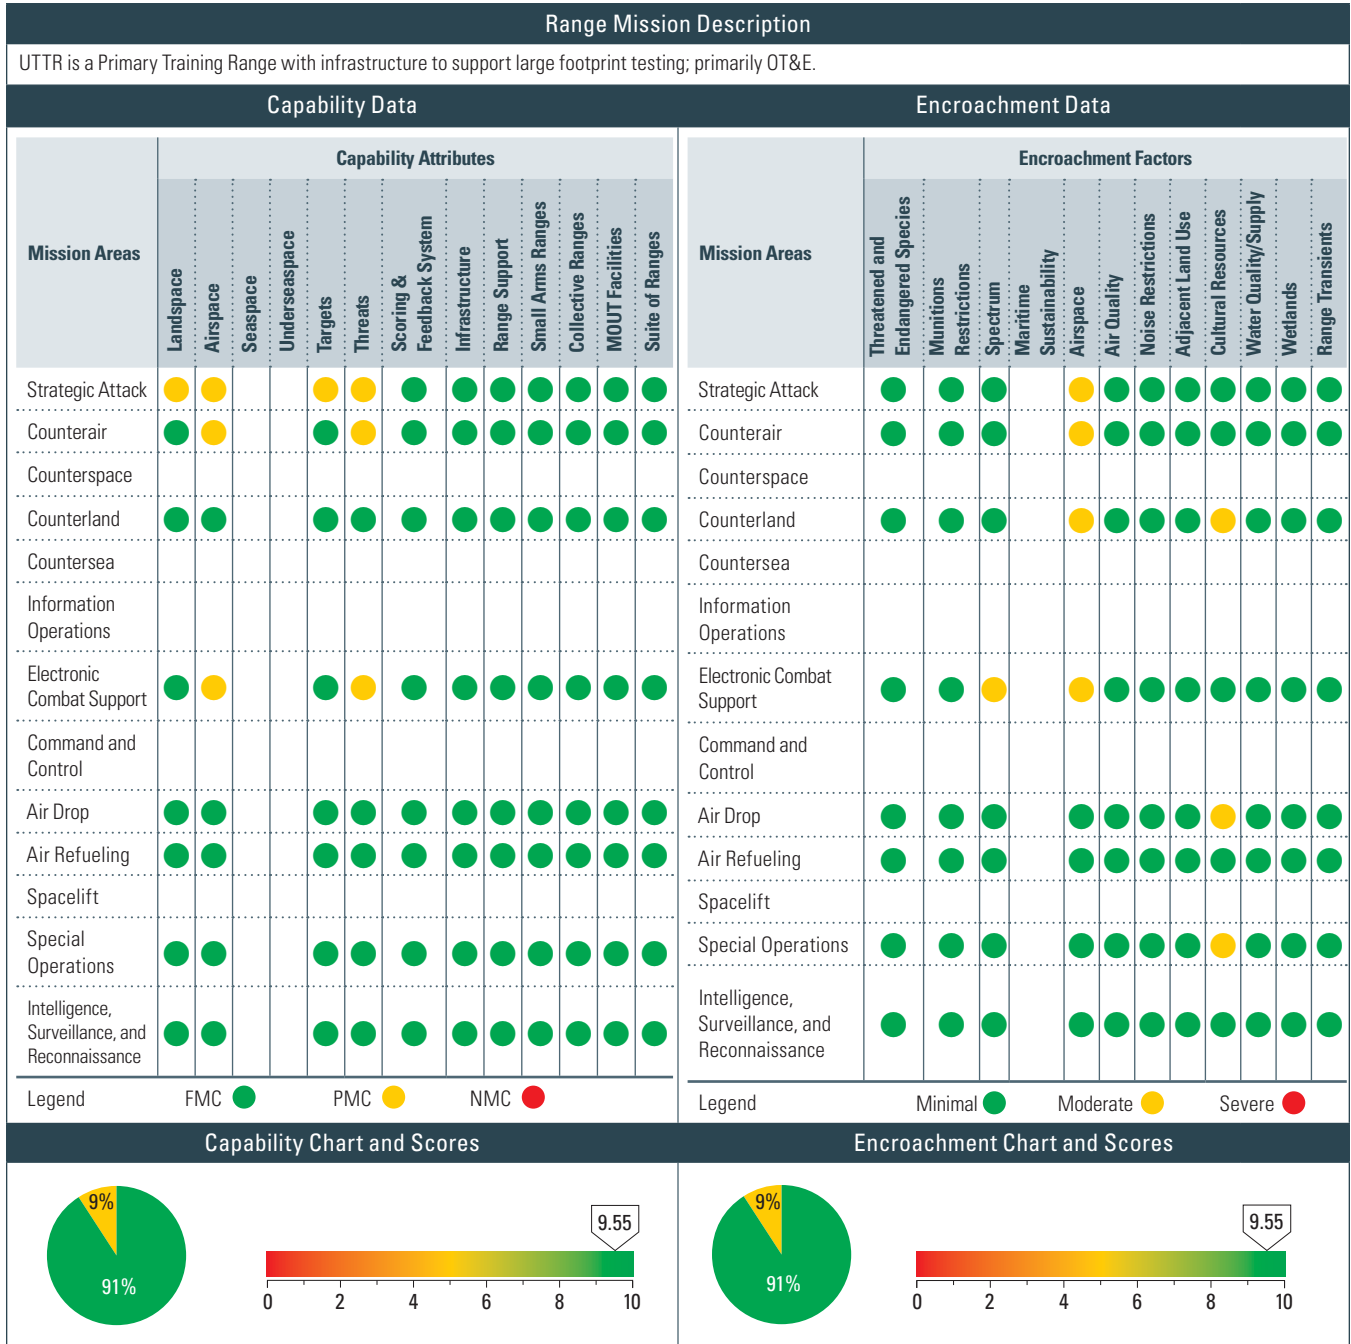 Range Mission Description
UTTR is a Primary Training Range with infrastructure to support large footprint testing; primarily OT&E.
Capability Data
Mission Areas
Capability Attributes
Landspace
Airspace
Seaspace
Underseaspace
Targets
Threats
Scoring &
Feedback System
Infrastructure
Range Support
Small Arms Ranges
Collective Ranges
MOUT Facilities
Suite of Ranges
Strategic Attack
Counterair
Counterspace
Counterland
Countersea
Information
Operations
Electronic
Combat Support
Command and
Control
Air Drop
Air Refueling
Spacelift
Special
Operations
Intelligence,
Surveillance, and
Reconnaissance
Legend FMC PMC NMC
Encroachment Data
Mission Areas
Encroachment Factors
Threatened and
Endangered Species
Munitions
Restrictions
Spectrum
Maritime
Sustainability
Airspace
Air Quality
Noise Restrictions
Adjacent Land Use
Cultural Resources
Water Quality/Supply
Wetlands
Range Transients
Strategic Attack
Counterair
Counterspace
Counterland
Countersea
Information
Operations
Electronic Combat
Support
Command and
Control
Air Drop
Air Refueling
Spacelift
Special Operations
Intelligence,
Surveillance, and
Reconnaissance
Legend Minimal Moderate Severe
Capability Chart and Scores
9%
91%
9.55
0 2 4 6 8 10
Encroachment Chart and Scores
9%
91%
9.55
0 2 4 6 8 10